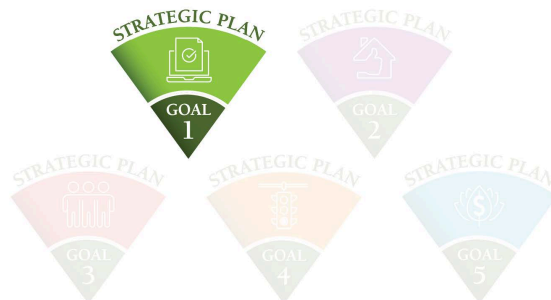 STRATEGIC PLAN
GOAL
1
STRATEGIC PLAN
GOAL
2
STRATEGIC PLAN
GOAL
3
STRATEGIC PLAN
GOAL
4
STRATEGIC PLAN
$
GOAL
5